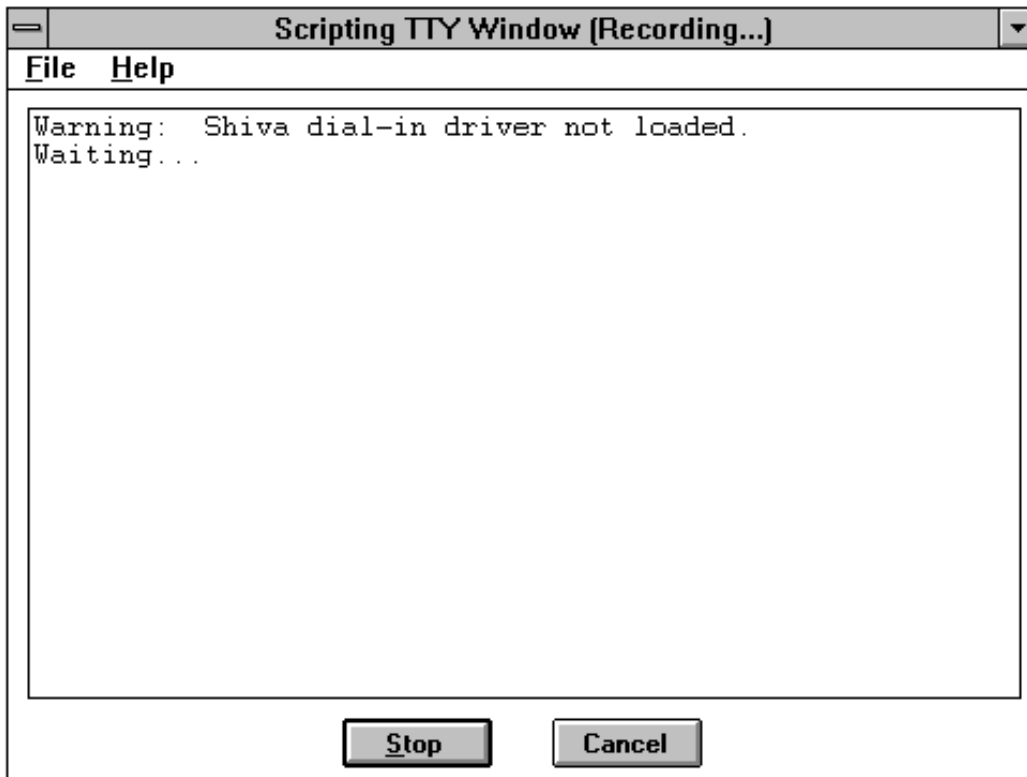 Scripting TTY Window (Recording...)
File Help
Warning:  Shiva dial-in driver not loaded.
Waiting...
Stop Cancel